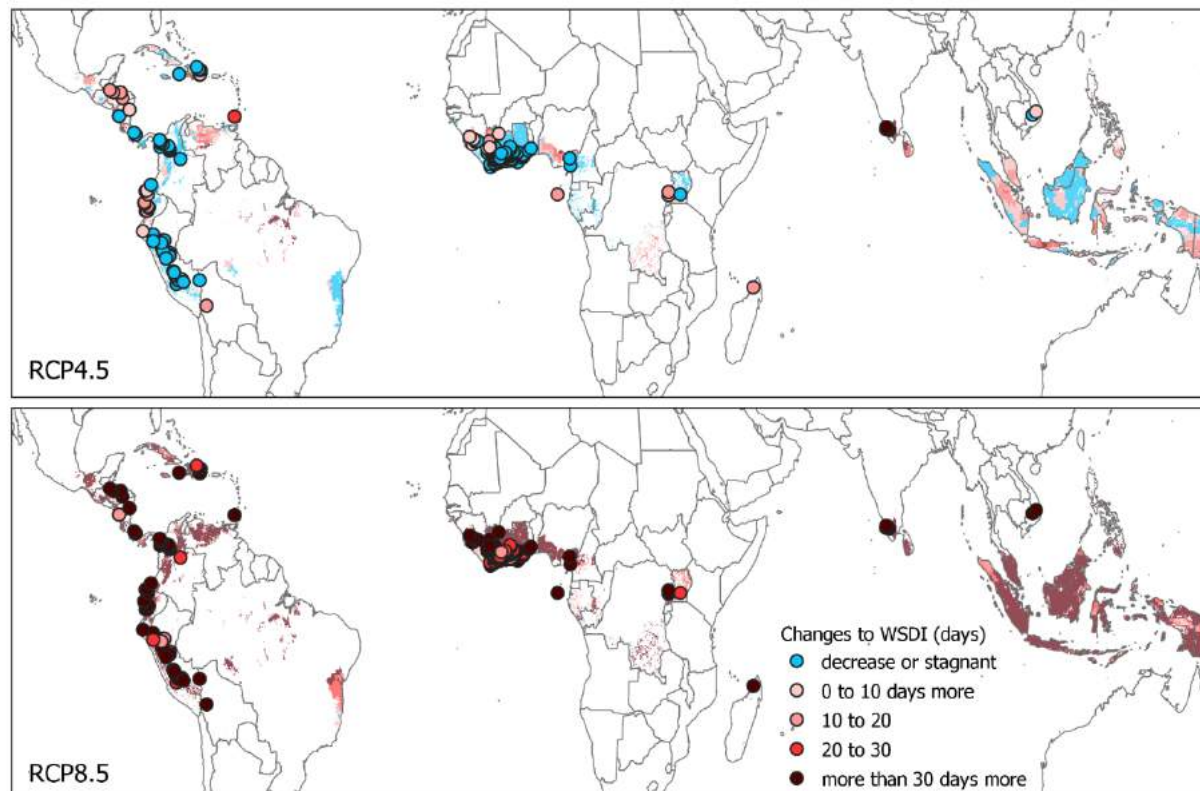 RCP4.5
RCP8.5
Changes to WSDI (days)
decrease or stagnant
0 to 10 days more
10 to 20
20 to 30
more than 30 days more